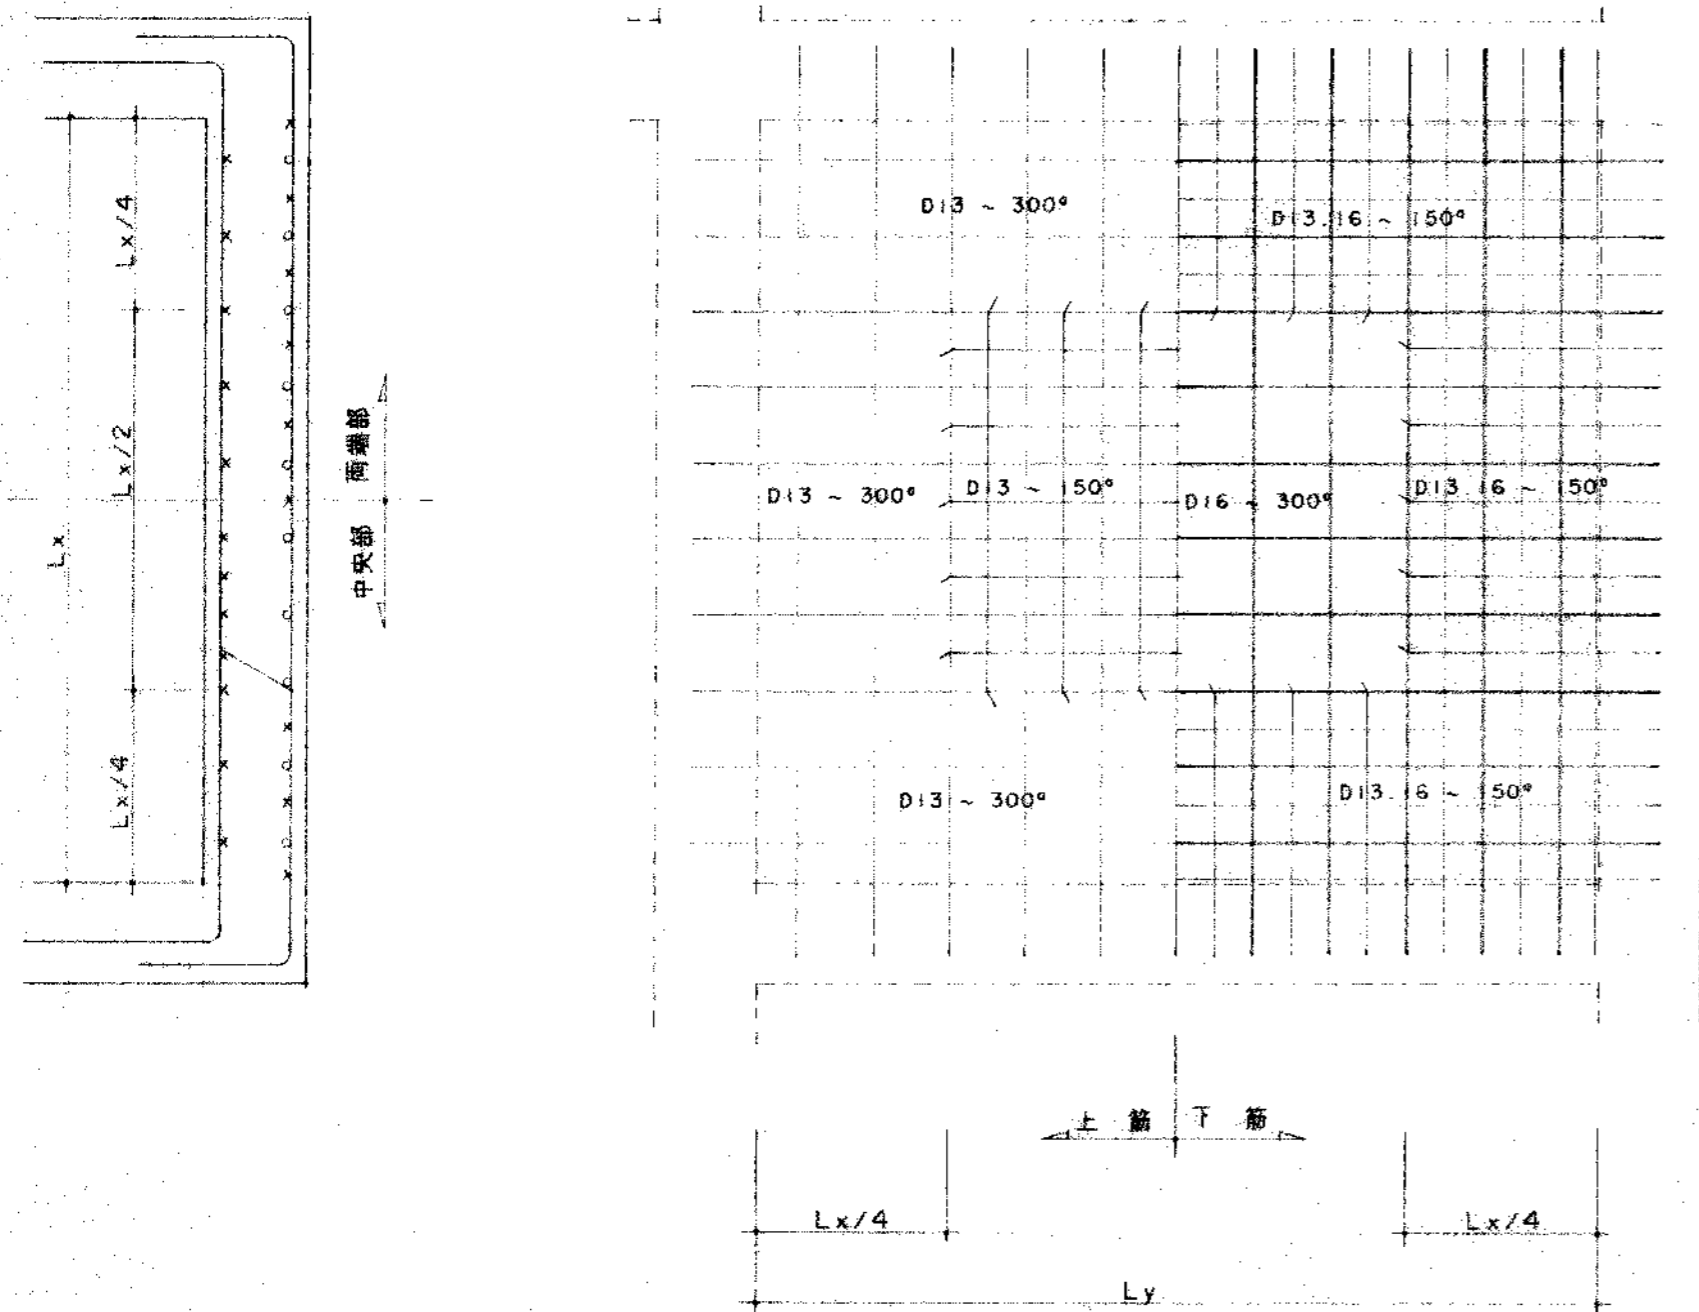 Lx/4
Lx/2
Lx
Lx/4
両端部
中央部
D13 ~ 300@
D13.16 ~ 150@
D13 ~ 300@
D13 ~ 150@
D16 ~ 300@
D13.16 ~ 150@
D13 ~ 300@
D13.16 ~ 150@
上筋
下筋
Lx/4
Lx/4
Ly